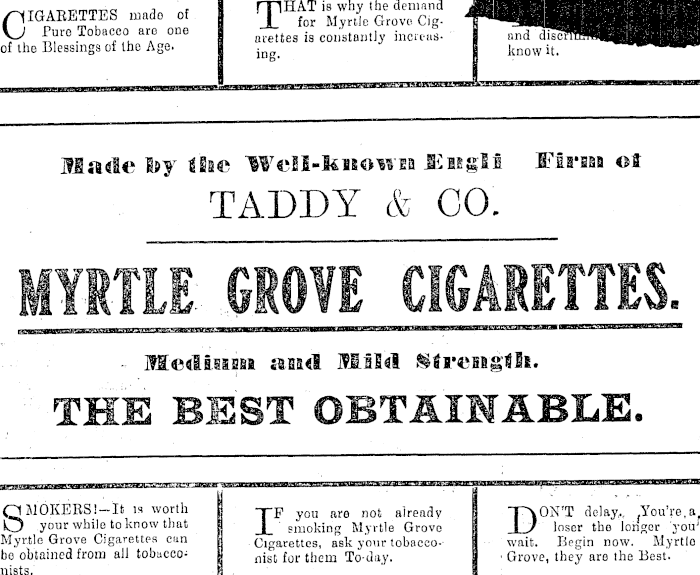 CIGARETTES made of
Pure Tobacco are one
of the Blessings of the Age.
THAT is why the demand
for Myrtle Grove Cig-
arettes is constantly increas-
ing.
and
know it.
Made by the Well-known Engli Firm of
TADDY & CO.
MYRTLE GROVE CIGARETTES.
Medium and Mild Strength.
THE BEST OBTAINABLE.
SMOKERS!—It is worth
your while to know that
Myrtle Grove Cigarettes can
be obtained from all tobacco-
nists.
IF you are not already
smoking Myrtle Grove
Cigarettes, ask your tobacco-
nist for them To-day.
DON'T delay. You're a
loser the longer you
wait. Begin now. Myrtle
Grove, they are the Best.